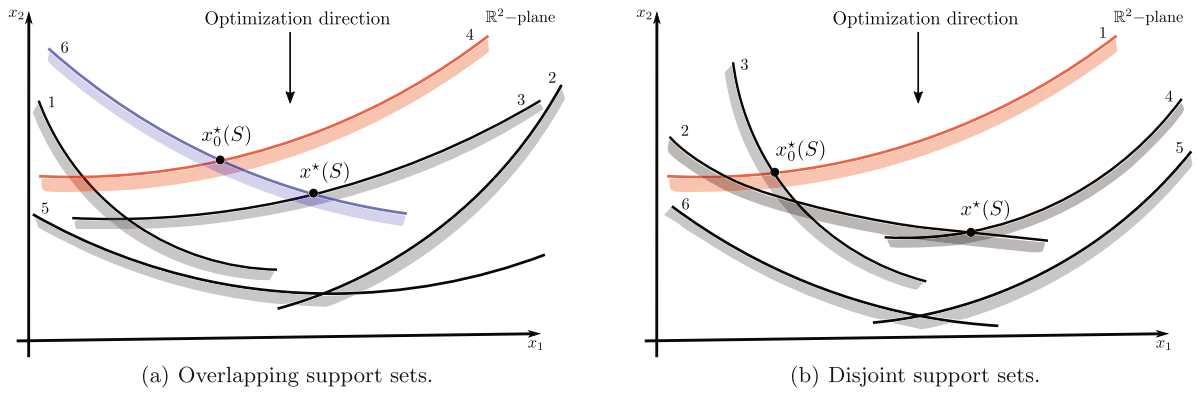 x₂
Optimization direction
ℝ²−plane
6
4
2
1
3
x₀⋆(S)
x⋆(S)
5
x₁
(a) Overlapping support sets.
x₂
Optimization direction
ℝ²−plane
1
3
4
2
x₀⋆(S)
5
6
x⋆(S)
x₁
(b) Disjoint support sets.